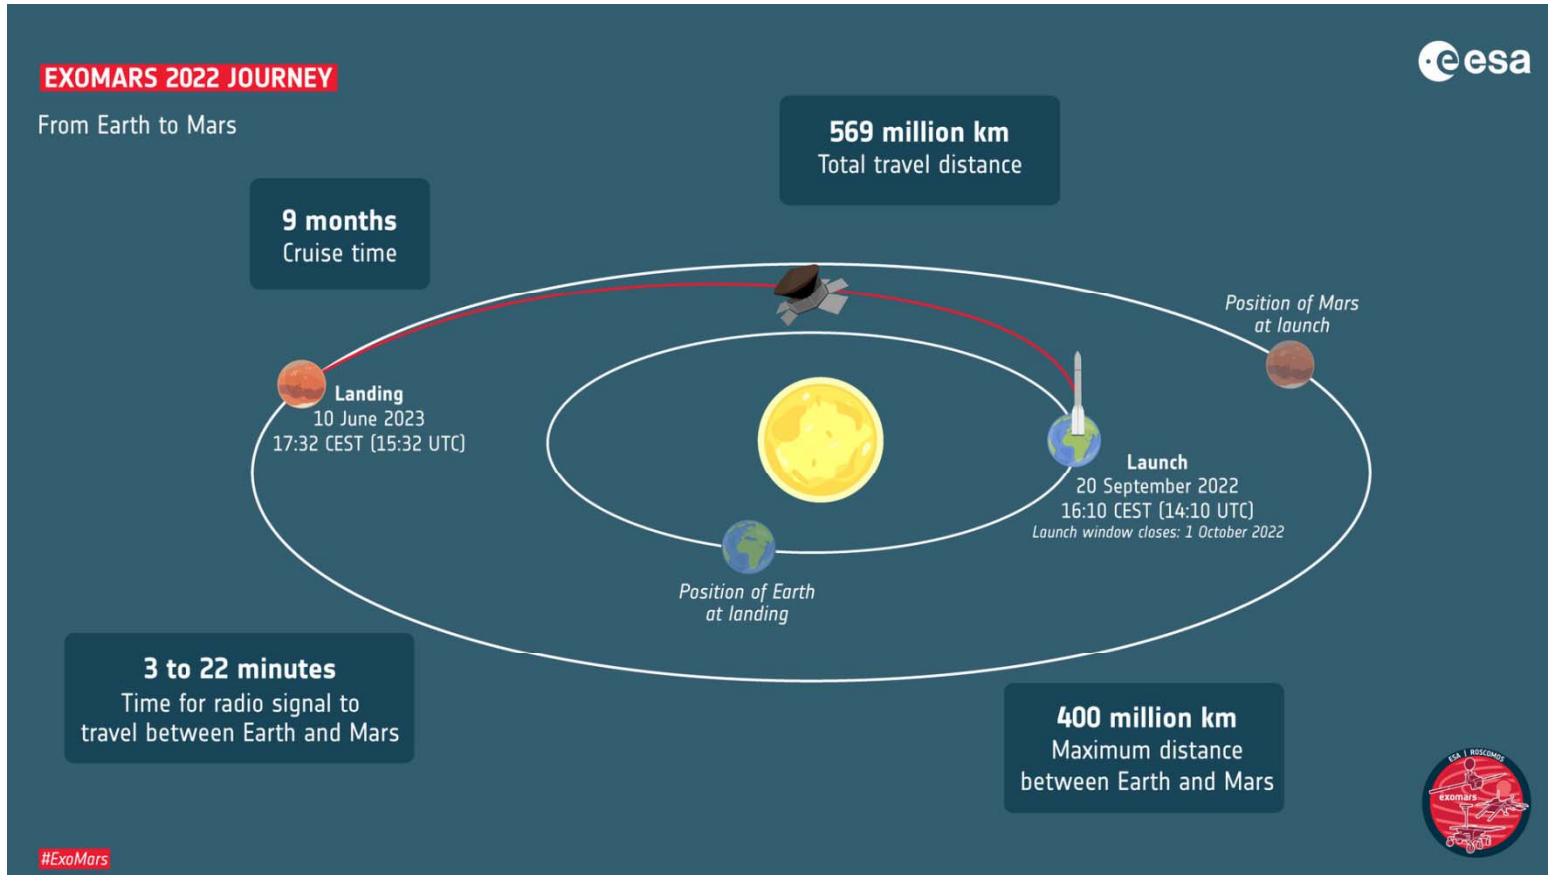 EXOMARS 2022 JOURNEY
From Earth to Mars
esa
569 million km
Total travel distance
9 months
Cruise time
Position of Mars
at launch
Landing
10 June 2023
17:32 CEST (15:32 UTC)
Launch
20 September 2022
16:10 CEST (14:10 UTC)
Launch window closes: 1 October 2022
Position of Earth
at landing
3 to 22 minutes
Time for radio signal to
travel between Earth and Mars
400 million km
Maximum distance
between Earth and Mars
ESA | ROSCOSMOS
exomars
#ExoMars